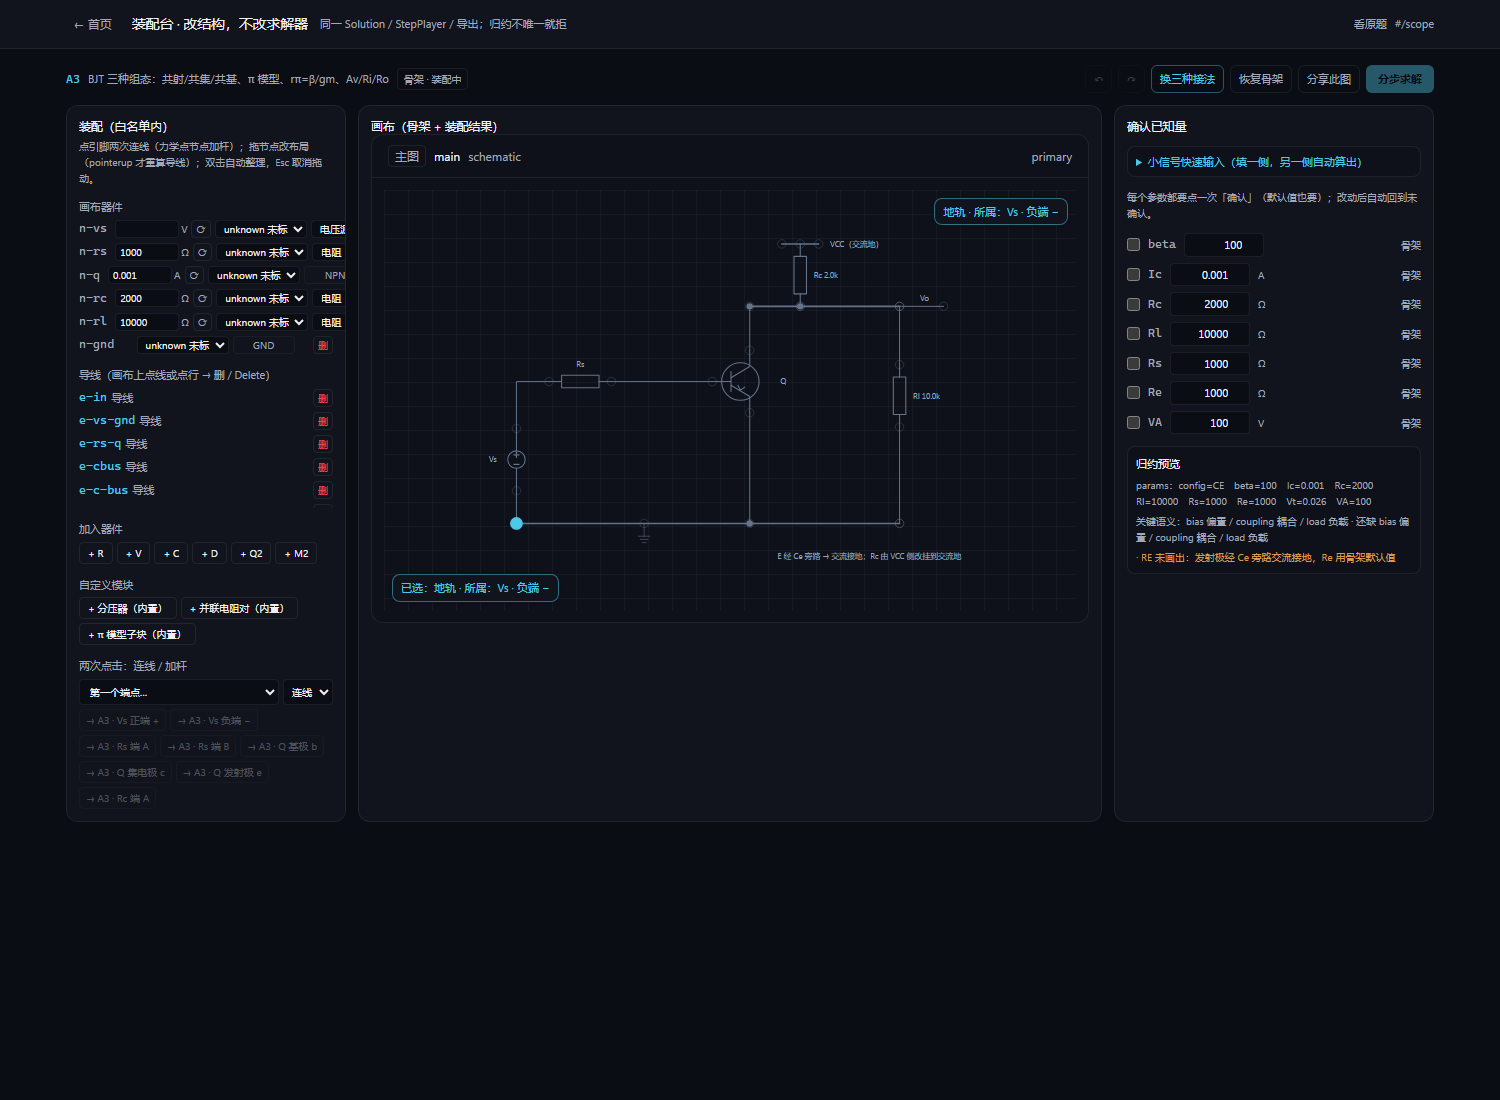 ← 首页 装配台 · 改结构，不改求解器 同一 Solution / StepPlayer / 导出；归约不唯一就拒 看原题 #/scope
A3 BJT 三种组态：共射/共集/共基、π 模型、rπ=β/gm、Av/Ri/Ro 骨架 · 装配中 换三种接法 恢复骨架 分享此图 分步求解
装配（白名单内）
点引脚两次连线（力学点节点加杆）；拖节点改布局
（pointerup 才重算导线）；双击自动整理，Esc 取消拖
动。
画布器件
n-vs V unknown 未标 电压源
n-rs 1000 Ω unknown 未标 电阻
n-q 0.001 A unknown 未标 NPN
n-rc 2000 Ω unknown 未标 电阻
n-rl 10000 Ω unknown 未标 电阻
n-gnd unknown 未标 GND 删
导线（画布上点线或点行 → 删 / Delete）
e-in 导线 删
e-vs-gnd 导线 删
e-rs-q 导线 删
e-cbus 导线 删
e-c-bus 导线 删
加入器件
+ R + V + C + D + Q2 + M2
自定义模块
+ 分压器（内置） + 并联电阻对（内置）
+ π 模型子块（内置）
两次点击：连线 / 加杆
第一个端点... 连线
→ A3 · Vs 正端 + → A3 · Vs 负端 −
→ A3 · Rs 端 A → A3 · Rs 端 B → A3 · Q 基极 b
→ A3 · Q 集电极 c → A3 · Q 发射极 e
→ A3 · Rc 端 A
画布（骨架 + 装配结果）
主图 main schematic primary
地轨 · 所属：Vs · 负端 −
VCC（交流地）
Rc 2.0k
Vo
Rs
Q
Rl 10.0k
Vs
E 经 Ce 旁路 → 交流接地；Rc 由 VCC 侧改挂到交流地
已选：地轨 · 所属：Vs · 负端 −
确认已知量
▶ 小信号快速输入（填一侧，另一侧自动算出）
每个参数都要点一次「确认」（默认值也要）；改动后自动回到未
确认。
beta 100 骨架
Ic 0.001 A 骨架
Rc 2000 Ω 骨架
Rl 10000 Ω 骨架
Rs 1000 Ω 骨架
Re 1000 Ω 骨架
VA 100 V 骨架
归约预览
params：config=CE beta=100 Ic=0.001 Rc=2000
Rl=10000 Rs=1000 Re=1000 Vt=0.026 VA=100
关键语义：bias 偏置 / coupling 耦合 / load 负载 · 还缺 bias 偏
置 / coupling 耦合 / load 负载
· RE 未画出：发射极经 Ce 旁路交流接地，Re 用骨架默认值